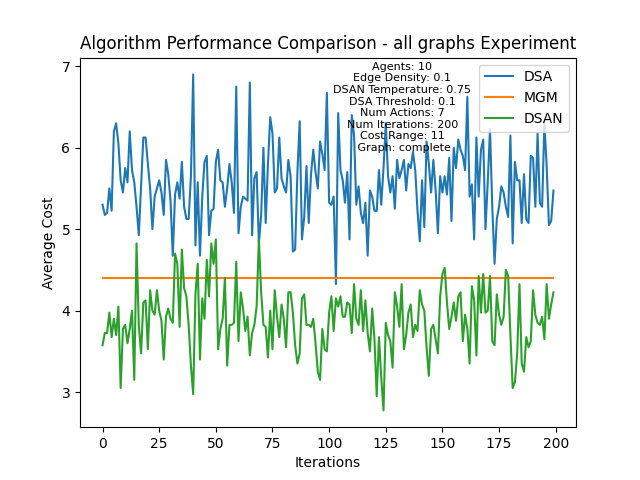 Algorithm Performance Comparison - all graphs Experiment
Agents: 10
Edge Density: 0.1
DSAN Temperature: 0.75
DSA Threshold: 0.1
Num Actions: 7
Num Iterations: 200
Cost Range: 11
Graph: complete
DSA
MGM
DSAN
Average Cost
7
6
5
4
3
0
25
50
75
100
125
150
175
200
Iterations